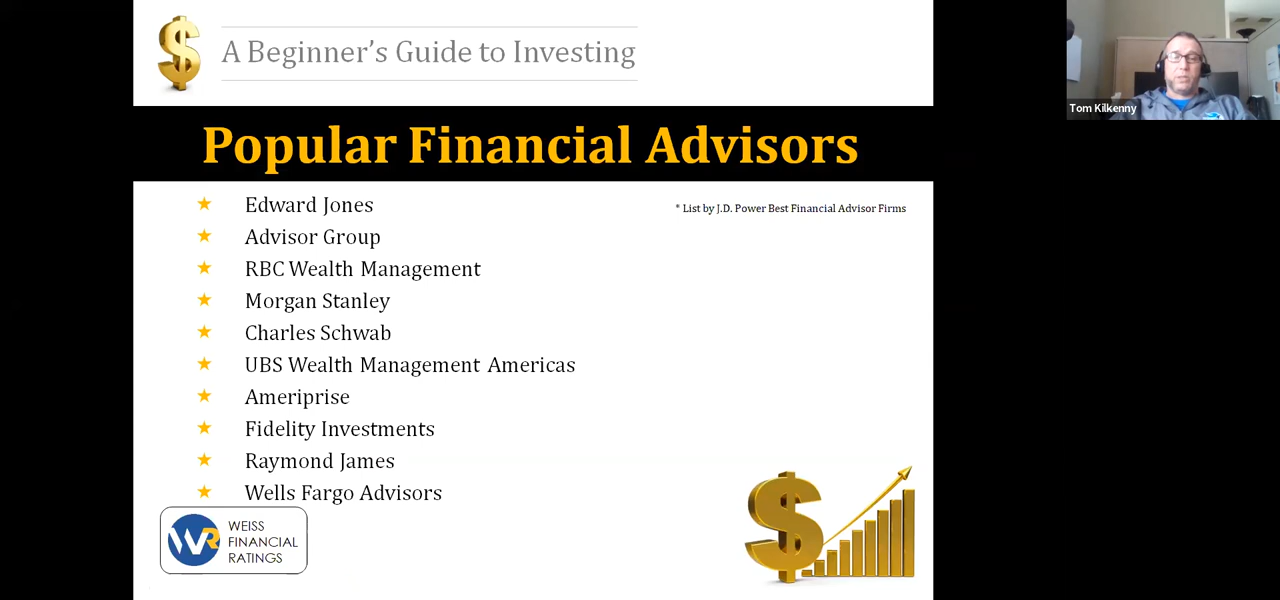 A Beginner's Guide to Investing
Tom Kilkenny
Popular Financial Advisors
* List by J.D. Power Best Financial Advisor Firms
★ Edward Jones
★ Advisor Group
★ RBC Wealth Management
★ Morgan Stanley
★ Charles Schwab
★ UBS Wealth Management Americas
★ Ameriprise
★ Fidelity Investments
★ Raymond James
★ Wells Fargo Advisors
WR
WEISS
FINANCIAL
RATINGS